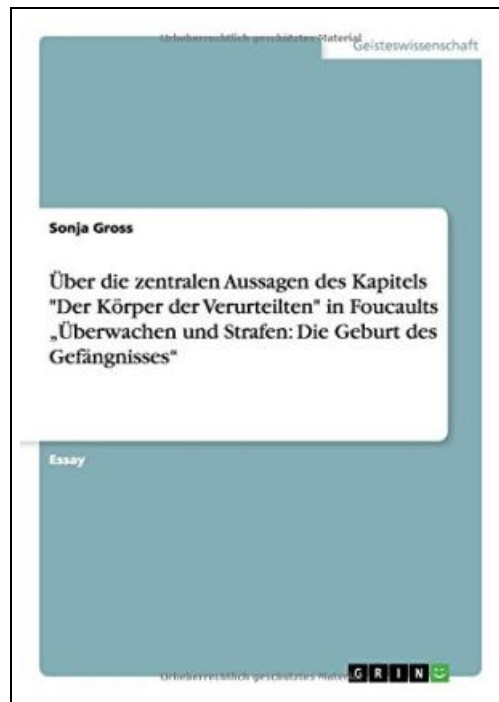 Urheberrechtlich geschütztes Material
Geisteswissenschaft
Sonja Gross
Über die zentralen Aussagen des Kapitels
"Der Körper der Verurteilten" in Foucaults
„Überwachen und Strafen: Die Geburt des
Gefängnisses“
Essay
Urheberrechtlich geschütztes Mater
GRIN